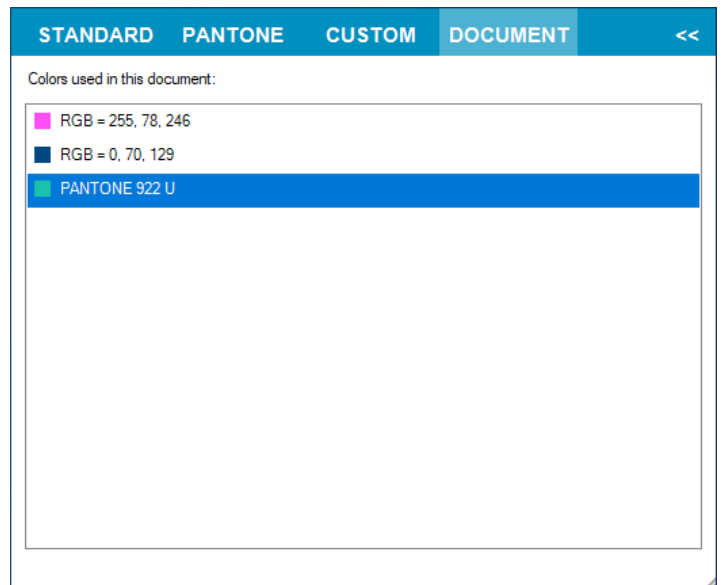 STANDARD PANTONE CUSTOM DOCUMENT <<
Colors used in this document:
RGB = 255, 78, 246
RGB = 0, 70, 129
PANTONE 922 U